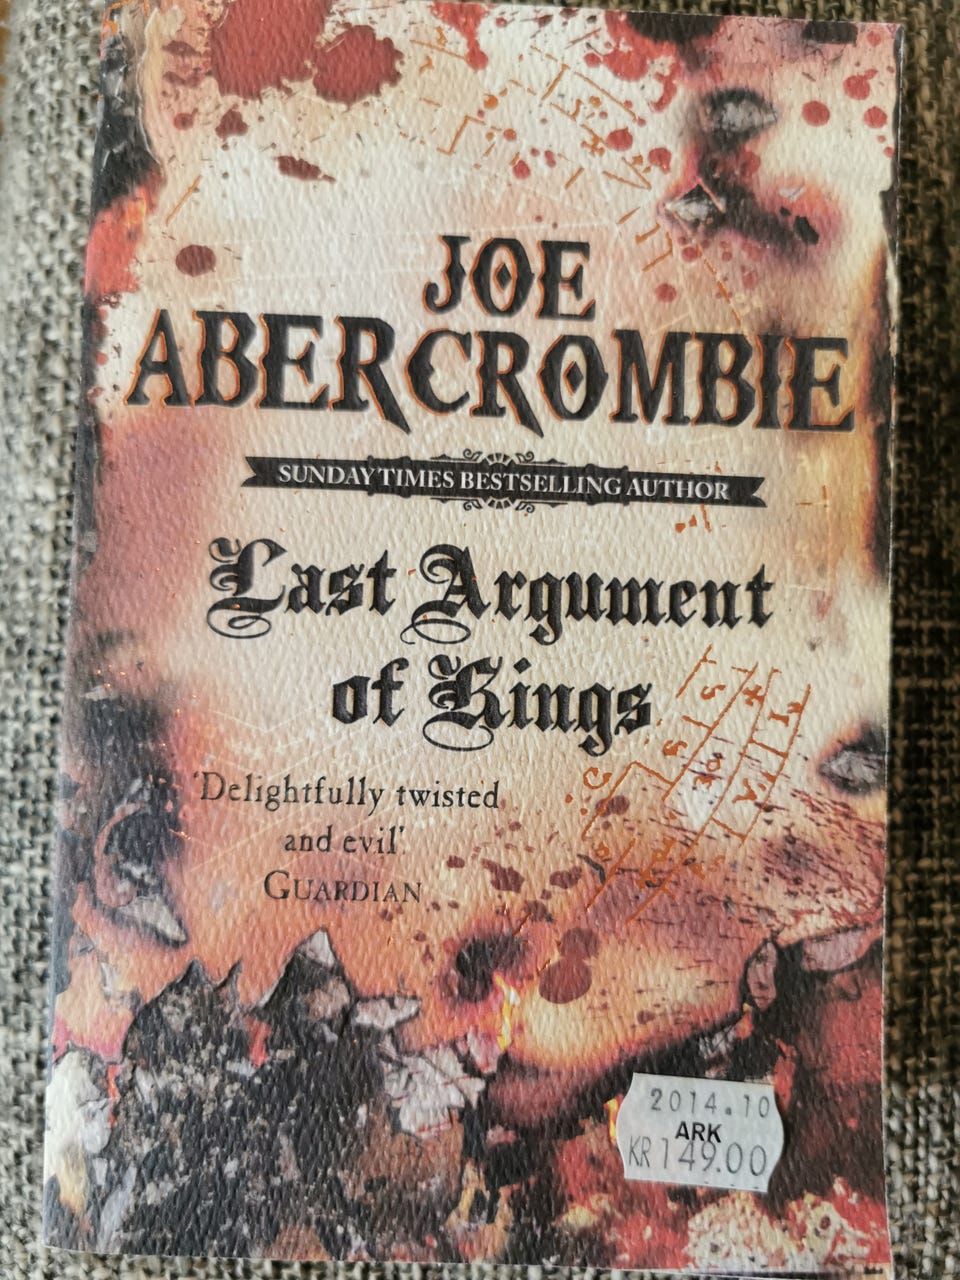 JOE
ABERCROMBIE
SUNDAY TIMES BESTSELLING AUTHOR
Last Argument
of Kings
'Delightfully twisted
and evil'
GUARDIAN
2014.10
ARK
KR 149.00